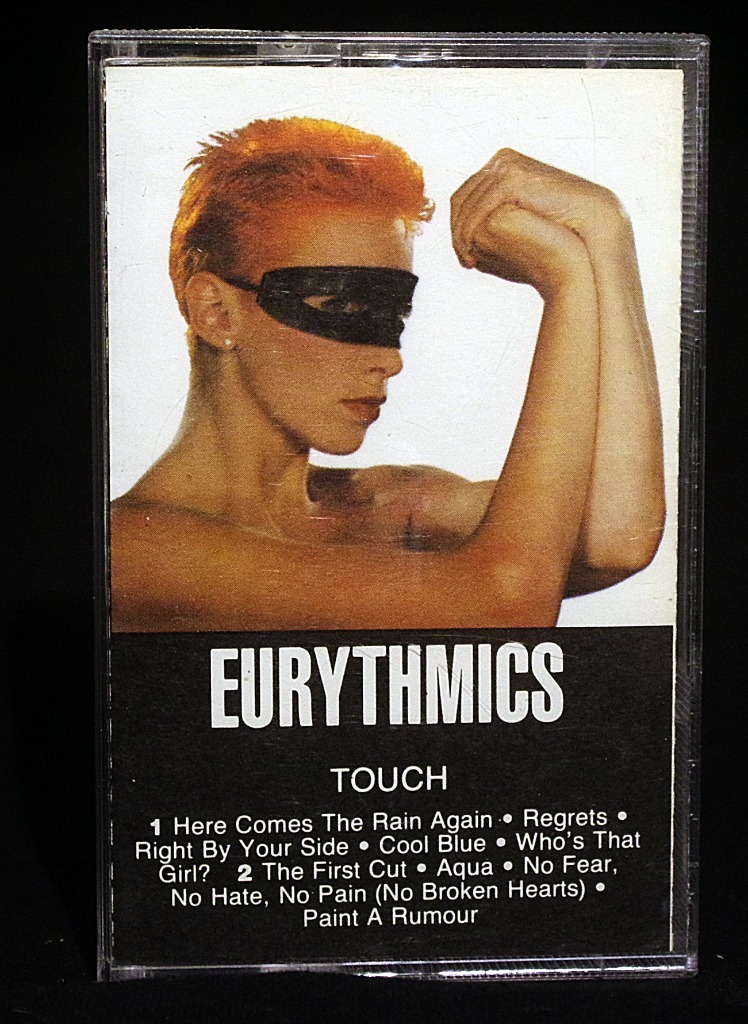 EURYTHMICS
TOUCH
1 Here Comes The Rain Again • Regrets •
Right By Your Side • Cool Blue • Who's That
Girl? 2 The First Cut • Aqua • No Fear,
No Hate, No Pain (No Broken Hearts) •
Paint A Rumour